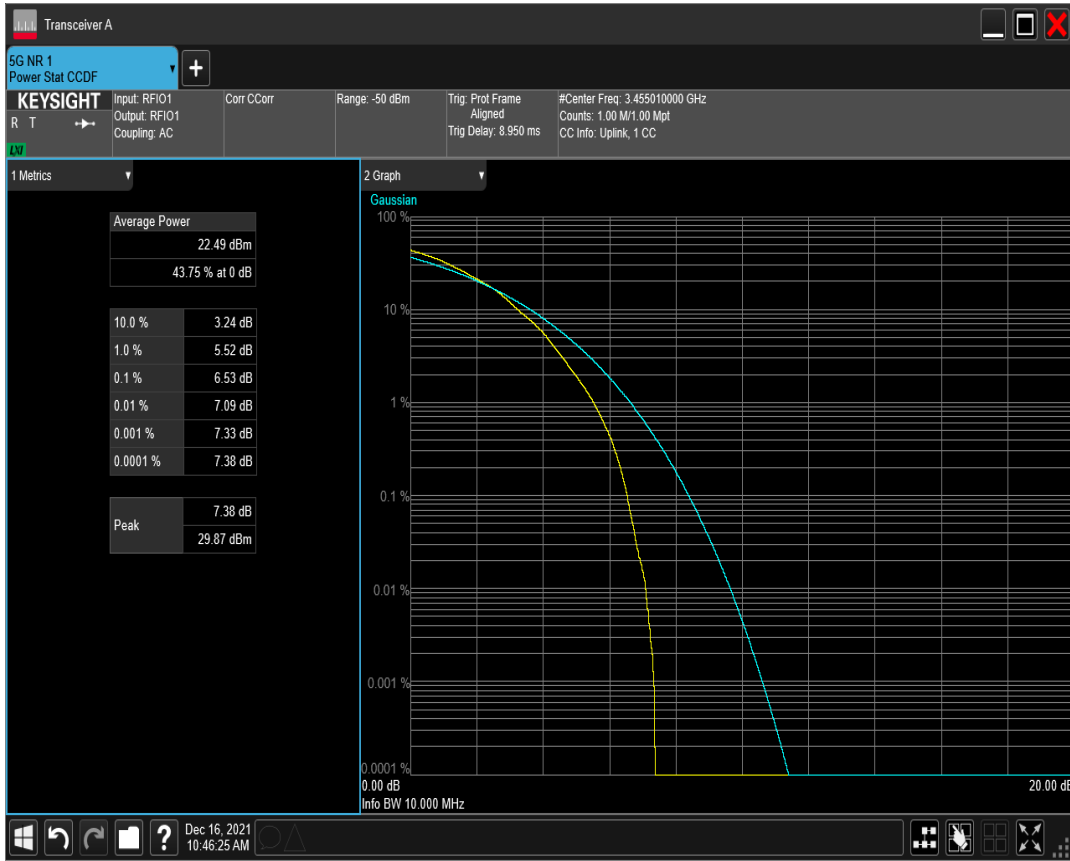 Transceiver A
5G NR 1
Power Stat CCDF
+
KEYSIGHT
R T
LXI
Input: RFIO1
Output: RFIO1
Coupling: AC
Corr CCorr
Range: -50 dBm
Trig: Prot Frame
Aligned
Trig Delay: 8.950 ms
#Center Freq: 3.455010000 GHz
Counts: 1.00 M/1.00 Mpt
CC Info: Uplink, 1 CC
1 Metrics
Average Power
22.49 dBm
43.75 % at 0 dB
10.0 % 3.24 dB
1.0 % 5.52 dB
0.1 % 6.53 dB
0.01 % 7.09 dB
0.001 % 7.33 dB
0.0001 % 7.38 dB
Peak
7.38 dB
29.87 dBm
2 Graph
Gaussian
100 %
10 %
1 %
0.1 %
0.01 %
0.001 %
0.0001 %
0.00 dB 20.00 dB
Info BW 10.000 MHz
?
Dec 16, 2021
10:46:25 AM